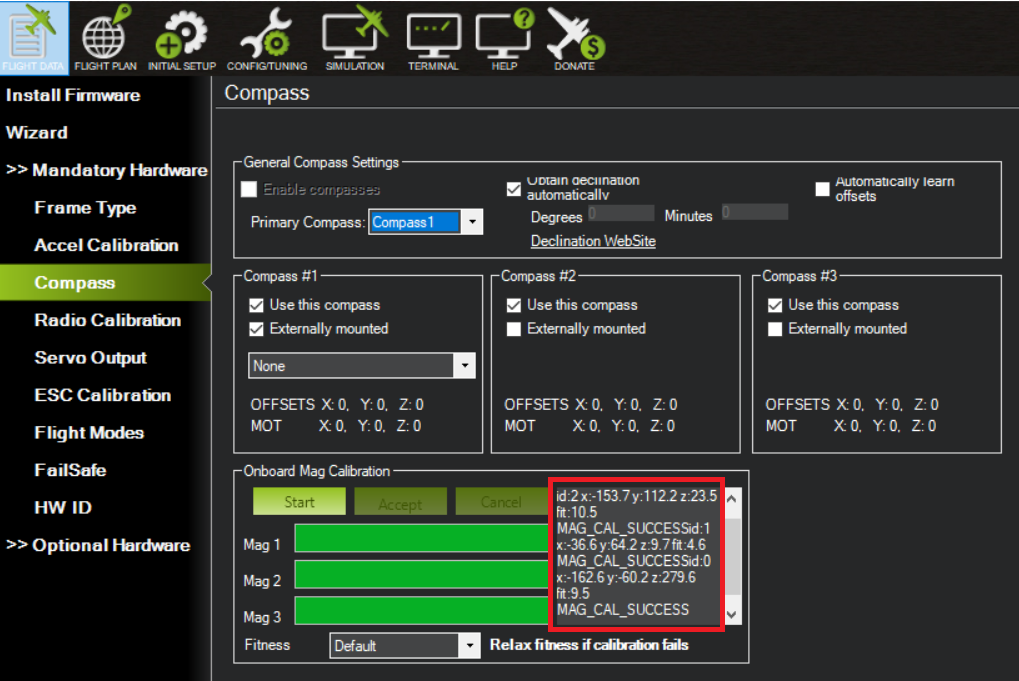 FLIGHT DATA FLIGHT PLAN INITIAL SETUP CONFIG/TUNING SIMULATION TERMINAL HELP DONATE
Install Firmware
Wizard
>> Mandatory Hardware
Frame Type
Accel Calibration
Compass
Radio Calibration
Servo Output
ESC Calibration
Flight Modes
FailSafe
HW ID
>> Optional Hardware
Compass
General Compass Settings
Enable compasses
Primary Compass: Compass1
Obtain declination
automatically
Degrees 0 Minutes 0
Declination WebSite
Automatically learn
offsets
Compass #1
Use this compass
Externally mounted
None
OFFSETS X: 0, Y: 0, Z: 0
MOT X: 0, Y: 0, Z: 0
Compass #2
Use this compass
Externally mounted
OFFSETS X: 0, Y: 0, Z: 0
MOT X: 0, Y: 0, Z: 0
Compass #3
Use this compass
Externally mounted
OFFSETS X: 0, Y: 0, Z: 0
MOT X: 0, Y: 0, Z: 0
Onboard Mag Calibration
Start Accept Cancel
Mag 1
Mag 2
Mag 3
id:2 x:-153.7 y:112.2 z:23.5
fit:10.5
MAG_CAL_SUCCESSid:1
x:-36.6 y:64.2 z:9.7 fit:4.6
MAG_CAL_SUCCESSid:0
x:-162.6 y:-60.2 z:279.6
fit:9.5
MAG_CAL_SUCCESS
Fitness Default Relax fitness if calibration fails